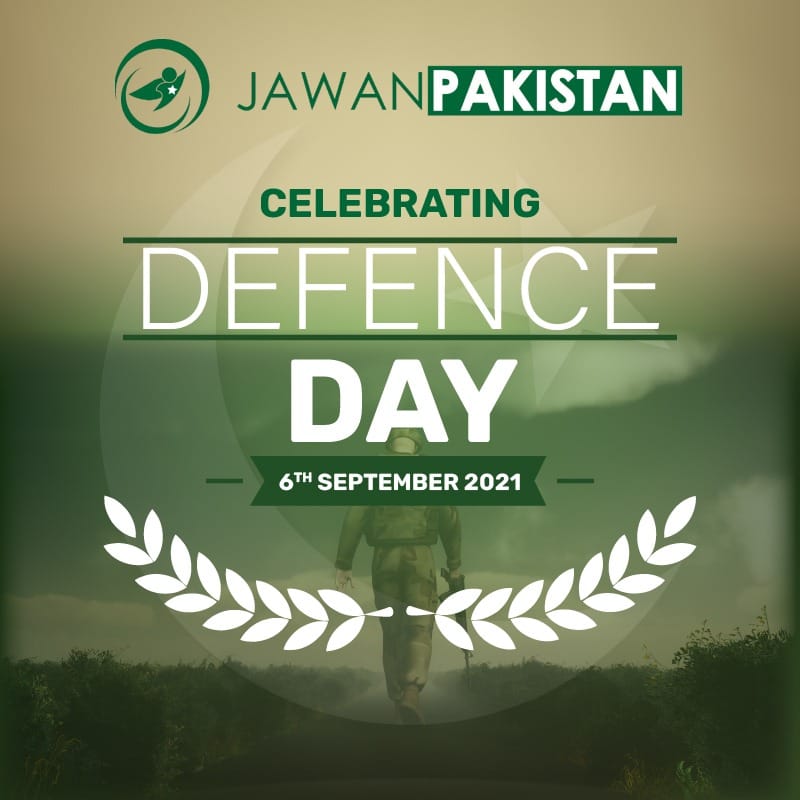 JAWANPAKISTAN
CELEBRATING
DEFENCE
DAY
6TH SEPTEMBER 2021